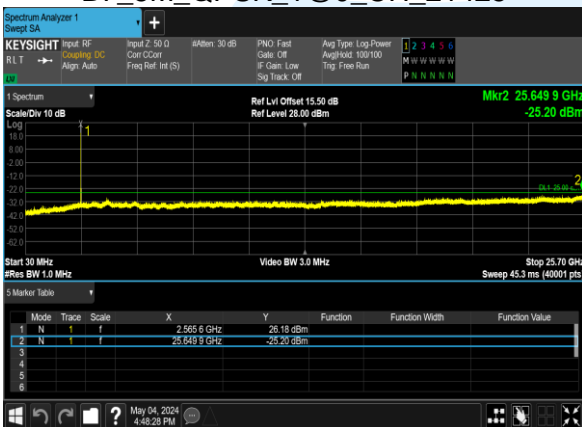 Spectrum Analyzer 1
Swept SA
+
KEYSIGHT Input: RF Input Z: 50 Ω #Atten: 30 dB PNO: Fast Avg Type: Log-Power 1 2 3 4 5 6
RLT Coupling: DC Corr CCorr Gate: Off Avg|Hold: 100/100 M W W W W W
Align: Auto Freq Ref: Int (S) IF Gain: Low Trig: Free Run
Sig Track: Off P N N N N N
1 Spectrum Ref Lvl Offset 15.50 dB Mkr2 25.649 9 GHz
Scale/Div 10 dB Ref Level 28.00 dBm -25.20 dBm
Log
18.0
8.00
-2.00
-12.0
-22.0
-32.0
-42.0
-52.0
-62.0
1
2
Start 30 MHz Video BW 3.0 MHz Stop 25.70 GHz
#Res BW 1.0 MHz Sweep 45.3 ms (40001 pts
5 Marker Table
Mode Trace Scale X Y Function Function Width Function Value
1 N 1 f 2.565 6 GHz 26.18 dBm
2 N 1 f 25.649 9 GHz -25.20 dBm
3
4
5
6
? May 04, 2024
4:48:28 PM